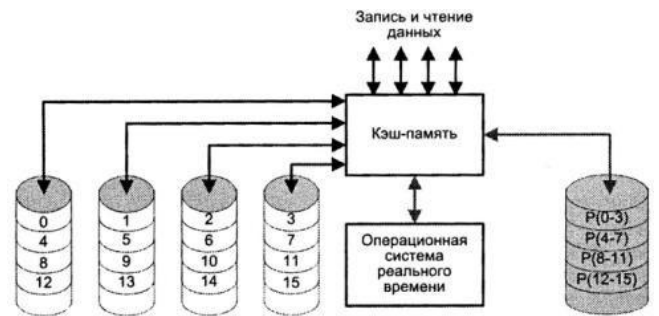 Запись и чтение
данных
Кэш-память
0
1
2
3
P(0-3)
4
5
6
7
P(4-7)
8
9
10
11
P(8-11)
12
13
14
15
P(12-15)
Операционная
система
реального
времени